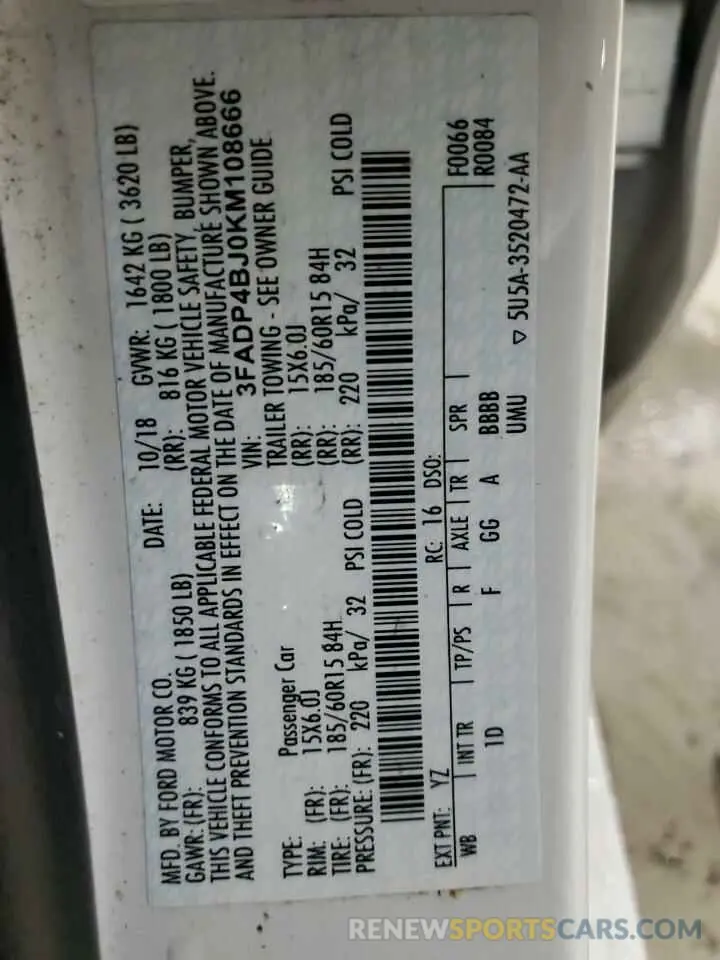 MFD. BY FORD MOTOR CO. DATE: 10/18 GVWR: 1642 KG ( 3620 LB)
GAWR: (FR): 839 KG ( 1850 LB) (RR): 816 KG ( 1800 LB)
THIS VEHICLE CONFORMS TO ALL APPLICABLE FEDERAL MOTOR VEHICLE SAFETY BUMPER,
AND THEFT PREVENTION STANDARDS IN EFFECT ON THE DATE OF MANUFACTURE SHOWN ABOVE.
VIN: 3FADP4BJ0KM108666
TYPE: Passenger Car TRAILER TOWING - SEE OWNER GUIDE
RIM: (FR): 15X6.0J (RR): 15X6.0J
TIRE: (FR): 185/60R15 84H (RR): 185/60R15 84H
PRESSURE: (FR): 220 kPa/ 32 PSI COLD (RR): 220 kPa/ 32 PSI COLD
EXT PNT: YZ RC: 16 DSO: F0066
WB INT TR TP/PS R AXLE TR SPR R0084
1D F GG A BBBB
UMU ▽ 5U5A-3520472-AA
RENEWSPORTSCARS.COM